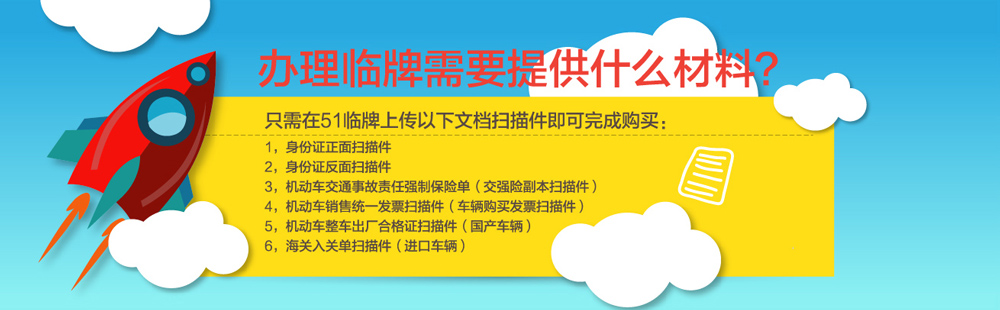 办理临牌需要提供什么材料?
只需在51临牌上传以下文档扫描件即可完成购买：
1，身份证正面扫描件
2，身份证反面扫描件
3，机动车交通事故责任强制保险单（交强险副本扫描件）
4，机动车销售统一发票扫描件（车辆购买发票扫描件）
5，机动车整车出厂合格证扫描件（国产车辆）
6，海关入关单扫描件（进口车辆）